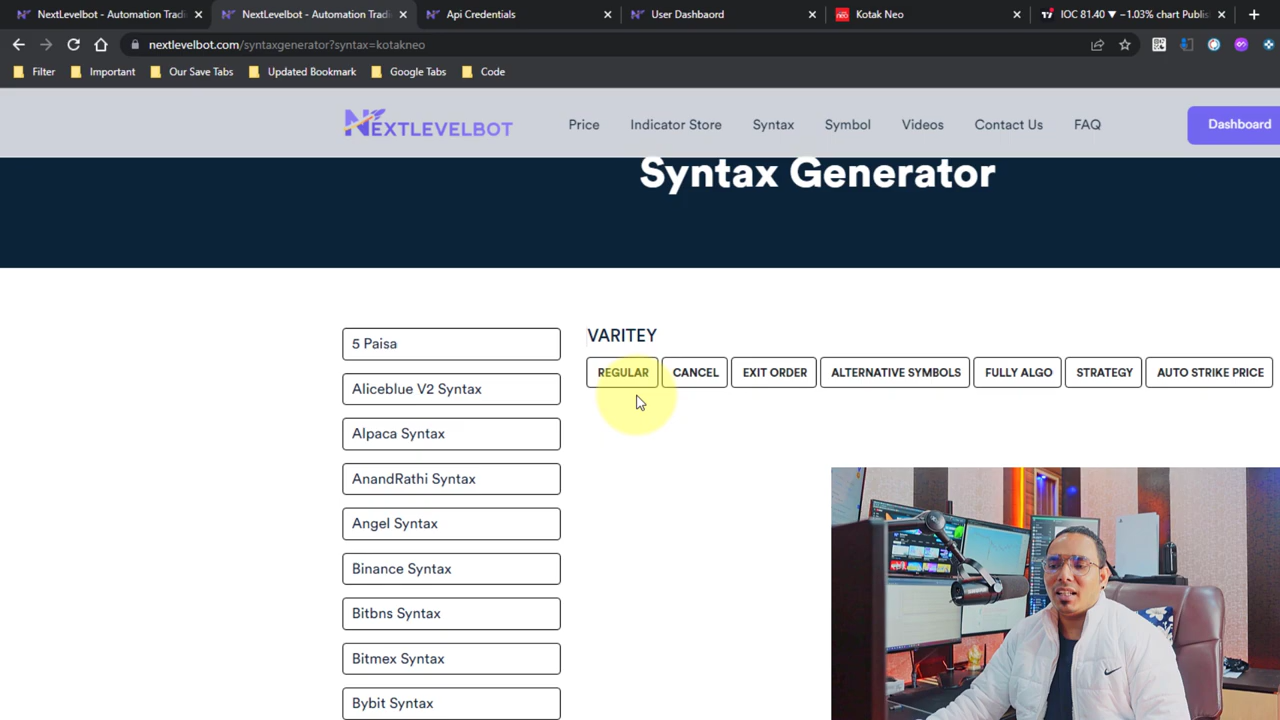 NextLevelbot - Automation Tradi
NextLevelbot - Automation Tradi
Api Credentials
User Dashbaord
Kotak Neo
IOC 81.40 ▼ −1.03% chart Publis
nextlevelbot.com/syntaxgenerator?syntax=kotakneo
Filter
Important
Our Save Tabs
Updated Bookmark
Google Tabs
Code
NEXTLEVELBOT
Price
Indicator Store
Syntax
Symbol
Videos
Contact Us
FAQ
Dashboard
Syntax Generator
5 Paisa
Aliceblue V2 Syntax
Alpaca Syntax
AnandRathi Syntax
Angel Syntax
Binance Syntax
Bitbns Syntax
Bitmex Syntax
Bybit Syntax
VARITEY
REGULAR
CANCEL
EXIT ORDER
ALTERNATIVE SYMBOLS
FULLY ALGO
STRATEGY
AUTO STRIKE PRICE